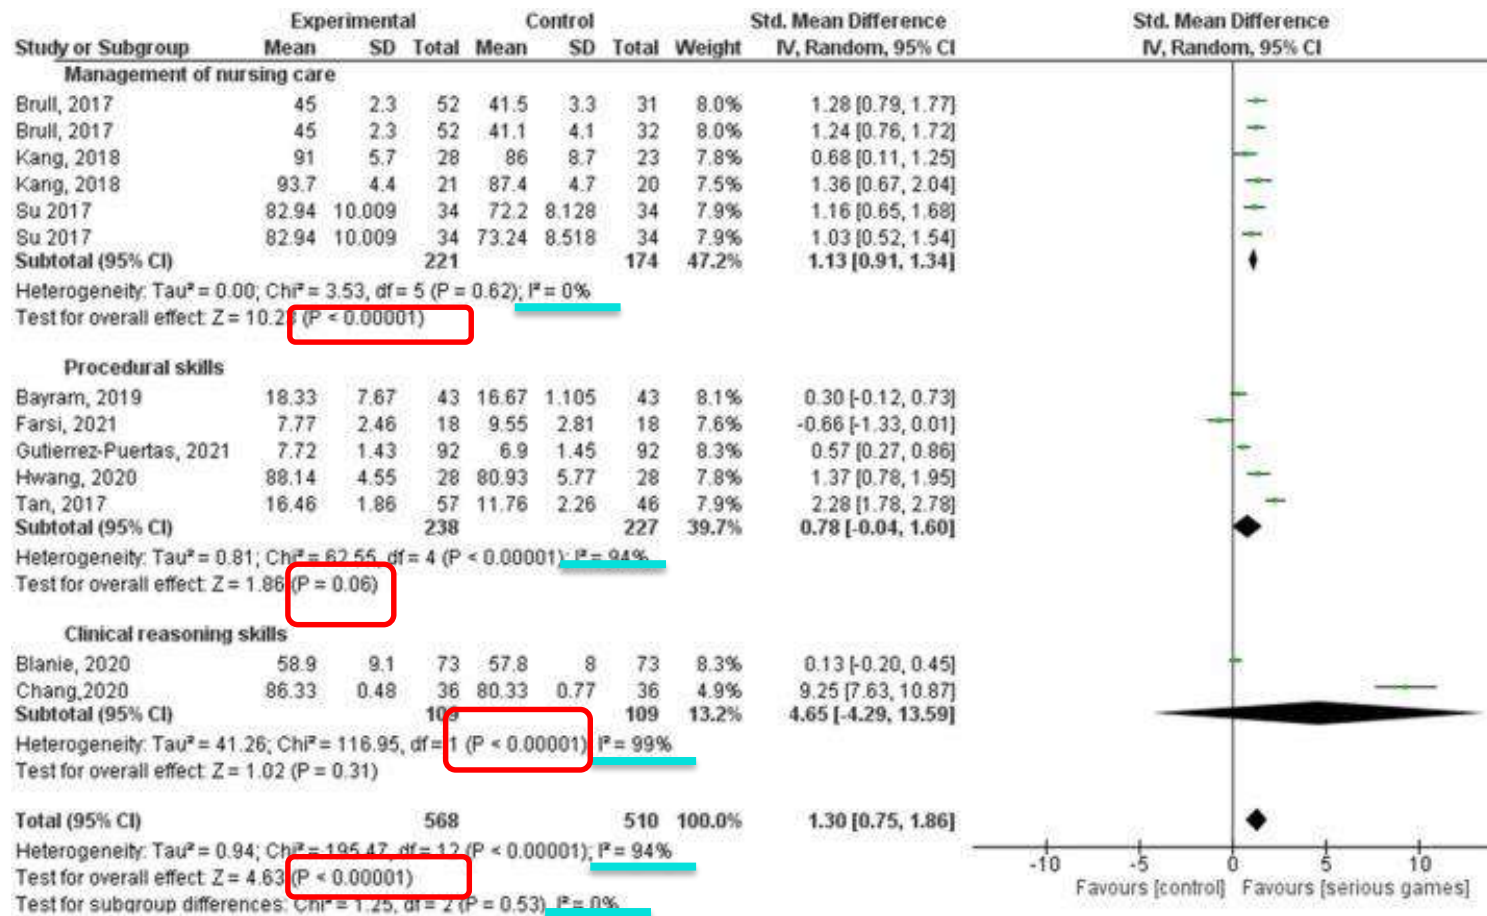 Experimental Control Std. Mean Difference Std. Mean Difference
Study or Subgroup Mean SD Total Mean SD Total Weight IV, Random, 95% CI IV, Random, 95% CI
Management of nursing care
Brull, 2017 45 2.3 52 41.5 3.3 31 8.0% 1.28 [0.79, 1.77]
Brull, 2017 45 2.3 52 41.1 4.1 32 8.0% 1.24 [0.76, 1.72]
Kang, 2018 91 5.7 28 86 8.7 23 7.8% 0.68 [0.11, 1.25]
Kang, 2018 93.7 4.4 21 87.4 4.7 20 7.5% 1.36 [0.67, 2.04]
Su 2017 82.94 10.009 34 72.2 8.128 34 7.9% 1.16 [0.65, 1.68]
Su 2017 82.94 10.009 34 73.24 8.518 34 7.9% 1.03 [0.52, 1.54]
Subtotal (95% CI) 221 174 47.2% 1.13 [0.91, 1.34]
Heterogeneity: Tau² = 0.00; Chi² = 3.53, df = 5 (P = 0.62); I² = 0%
Test for overall effect: Z = 10.23 (P < 0.00001)
Procedural skills
Bayram, 2019 18.33 7.67 43 16.67 1.105 43 8.1% 0.30 [-0.12, 0.73]
Farsi, 2021 7.77 2.46 18 9.55 2.81 18 7.6% -0.66 [-1.33, 0.01]
Gutierrez-Puertas, 2021 7.72 1.43 92 6.9 1.45 92 8.3% 0.57 [0.27, 0.86]
Hwang, 2020 88.14 4.55 28 80.93 5.77 28 7.8% 1.37 [0.78, 1.95]
Tan, 2017 16.46 1.86 57 11.76 2.26 46 7.9% 2.28 [1.78, 2.78]
Subtotal (95% CI) 238 227 39.7% 0.78 [-0.04, 1.60]
Heterogeneity: Tau² = 0.81; Chi² = 62.55, df = 4 (P < 0.00001); I² = 94%
Test for overall effect: Z = 1.86 (P = 0.06)
Clinical reasoning skills
Blanie, 2020 58.9 9.1 73 57.8 8 73 8.3% 0.13 [-0.20, 0.45]
Chang,2020 86.33 0.48 36 80.33 0.77 36 4.9% 9.25 [7.63, 10.87]
Subtotal (95% CI) 109 109 13.2% 4.65 [-4.29, 13.59]
Heterogeneity: Tau² = 41.26; Chi² = 116.95, df = 1 (P < 0.00001); I² = 99%
Test for overall effect: Z = 1.02 (P = 0.31)
Total (95% CI) 568 510 100.0% 1.30 [0.75, 1.86]
Heterogeneity: Tau² = 0.94; Chi² = 195.47, df = 12 (P < 0.00001); I² = 94%
Test for overall effect: Z = 4.63 (P < 0.00001)
Test for subgroup differences: Chi² = 1.25, df = 2 (P = 0.53), I² = 0%
-10 -5 0 5 10
Favours [control] Favours [serious games]